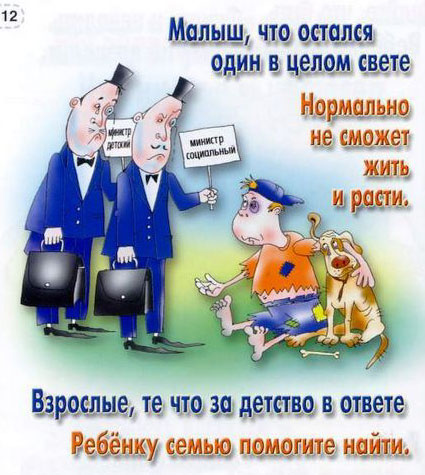 12
Малыш, что остался
один в целом свете
Нормально
не сможет
жить
и расти.
министр
детский
министр
социальный
Взрослые, те что за детство в ответе
Ребёнку семью помогите найти.